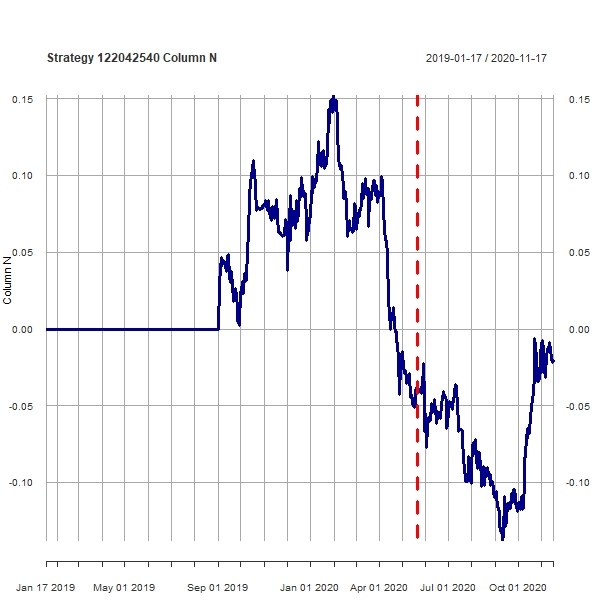 Strategy 122042540 Column N
2019-01-17 / 2020-11-17
0.15
0.15
0.10
0.10
0.05
0.05
Column N
0.00
0.00
-0.05
-0.05
-0.10
-0.10
Jan 17 2019
May 01 2019
Sep 01 2019
Jan 01 2020
Apr 01 2020
Jul 01 2020
Oct 01 2020